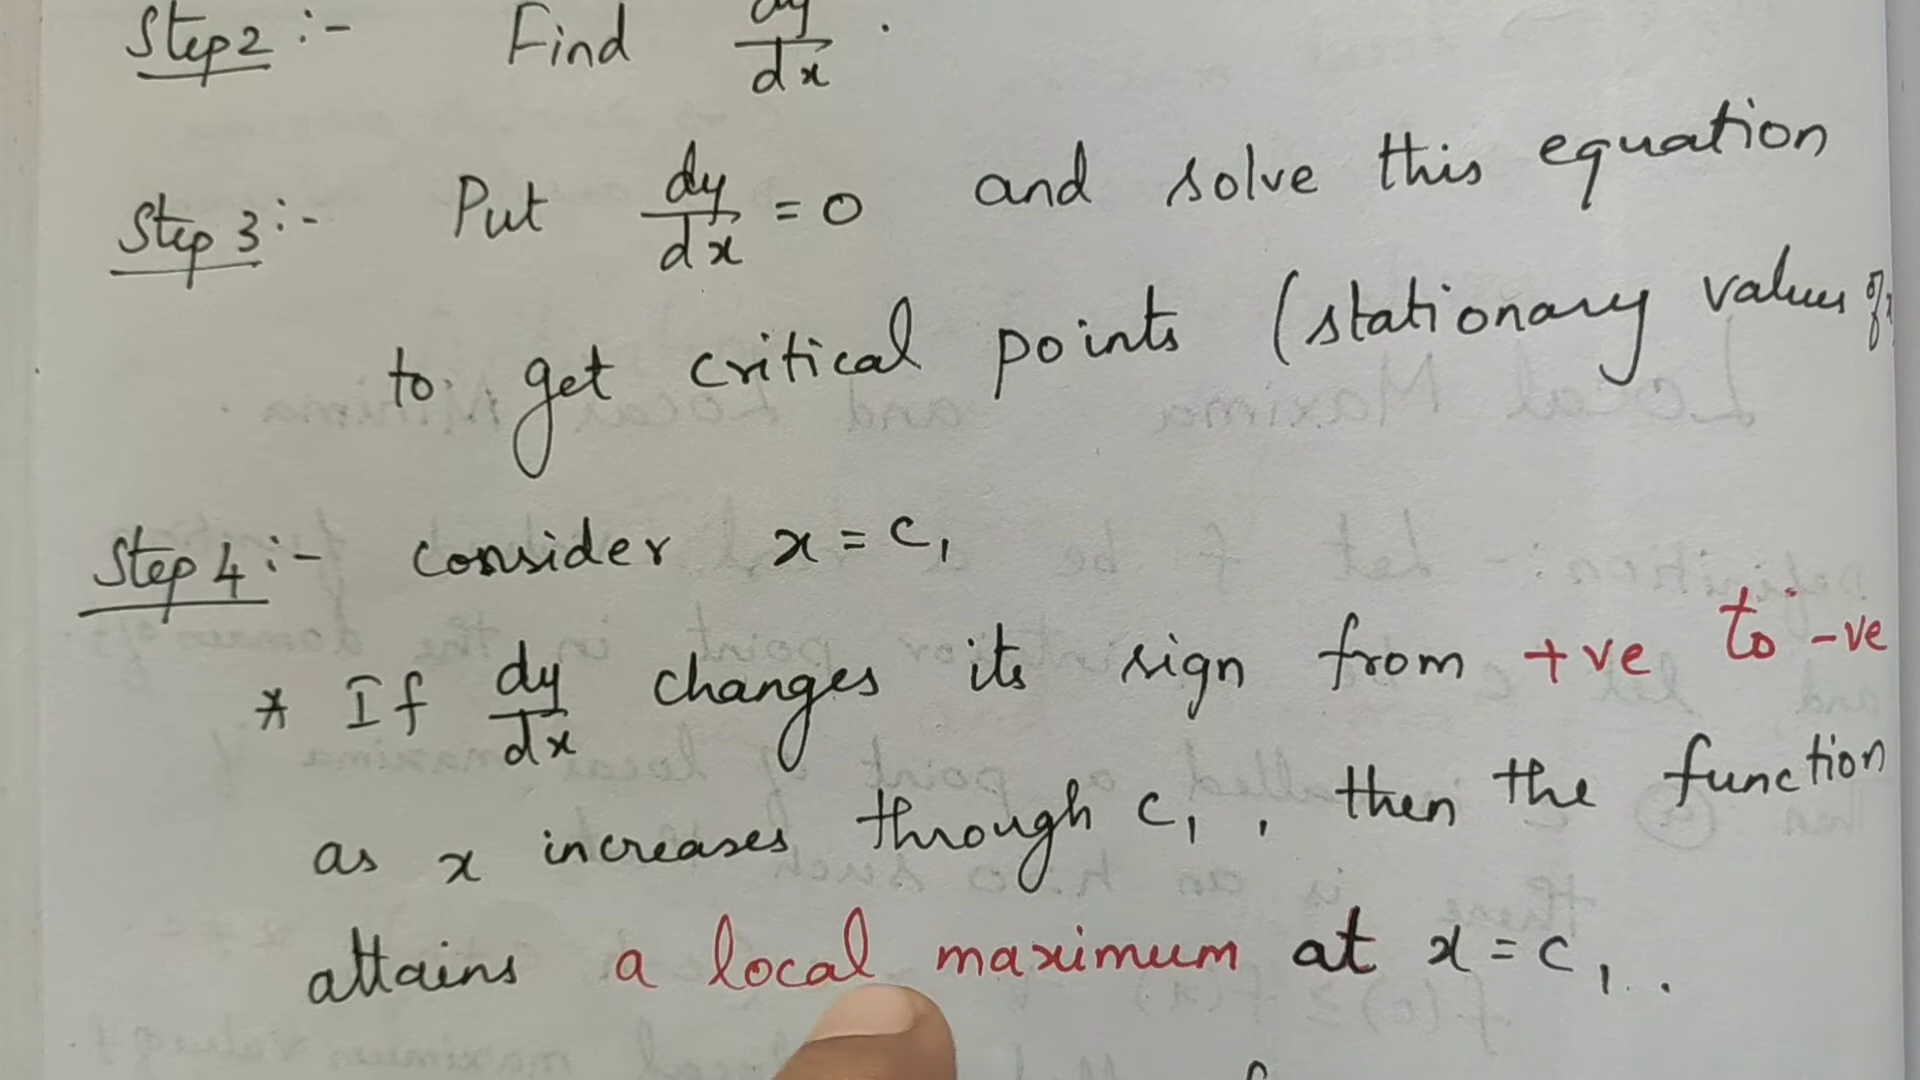 Step 2 :- Find dy/dx .
Step 3 :- Put dy/dx = 0 and solve this equation
to get critical points (stationary values of
Step 4 :- consider x = c₁
* If dy/dx changes its sign from +ve to -ve
as x increases through c₁, then the function
attains a local maximum at x = c₁ . .